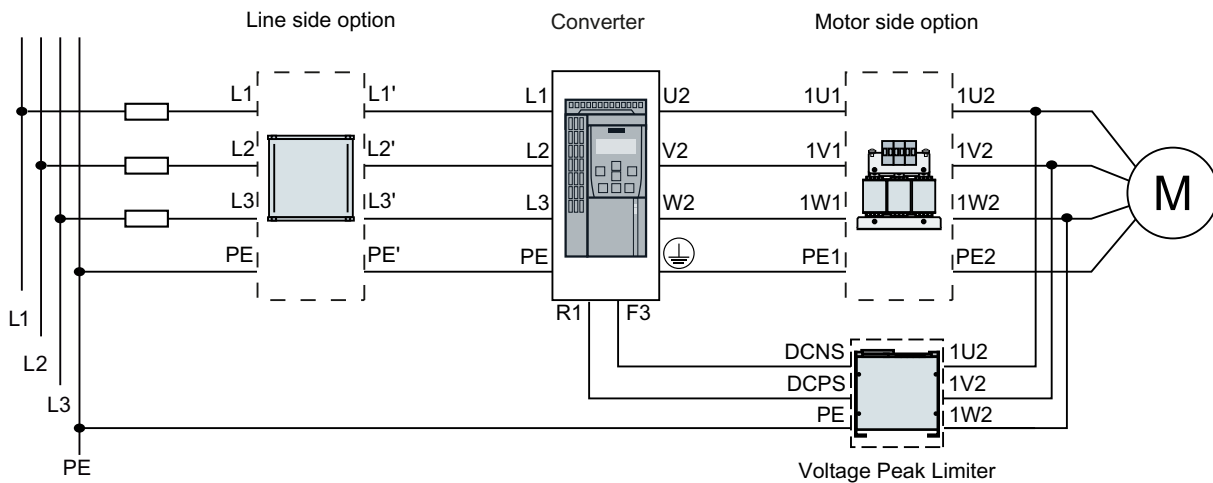 Line side option Converter Motor side option
L1 L1' L1 U2 1U1 1U2
L2 L2' L2 V2 1V1 1V2
L3 L3' L3 W2 1W1 1W2
M
PE PE' PE PE1 PE2
R1 F3
L1
L2
L3
PE
DCNS 1U2
DCPS 1V2
PE 1W2
Voltage Peak Limiter